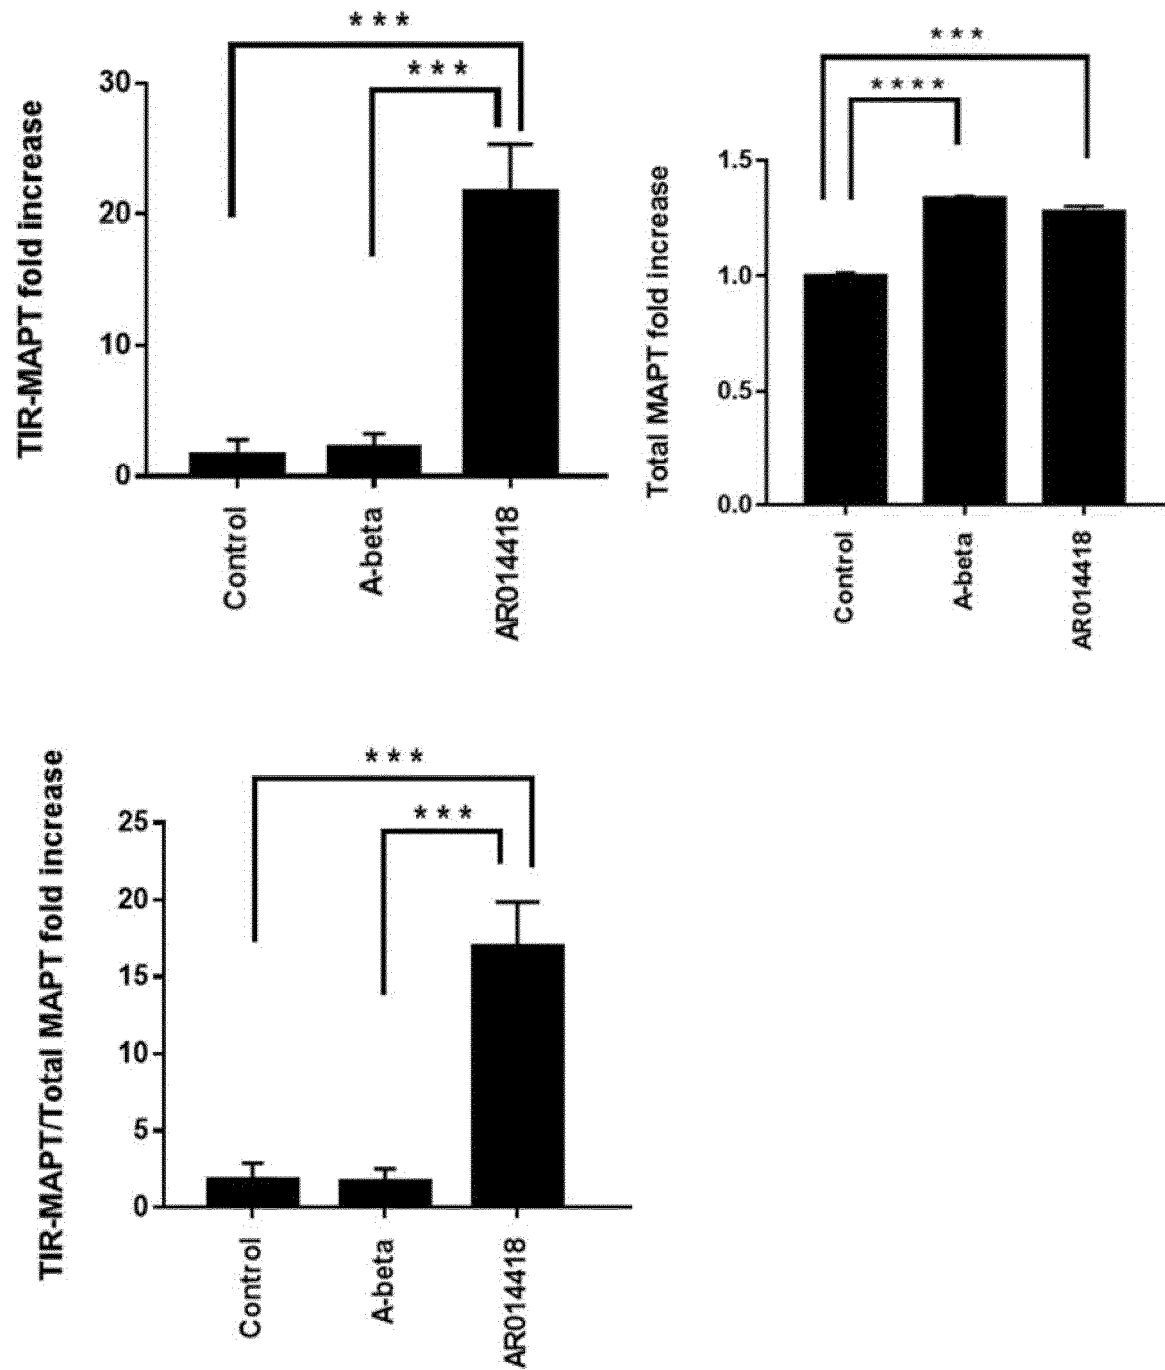 ***
***
30
20
10
0
TIR-MAPT fold increase
Control
A-beta
AR014418
***
****
1.5
1.0
0.5
0.0
Total MAPT fold increase
Control
A-beta
AR014418
***
***
25
20
15
10
5
0
TIR-MAPT/Total MAPT fold increase
Control
A-beta
AR014418